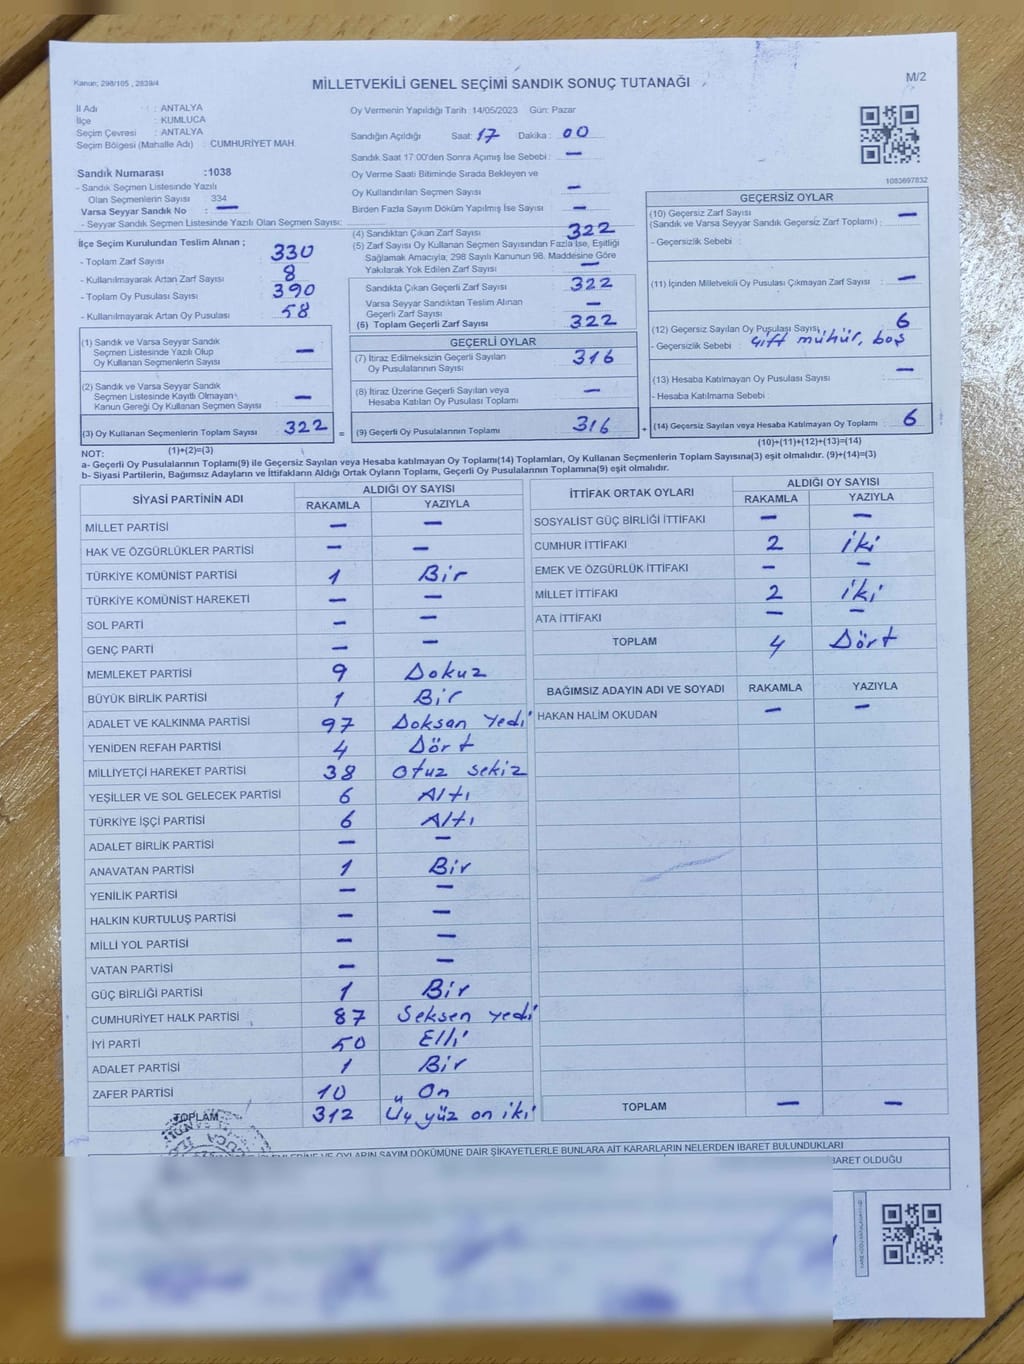 Kanun; 298/105 , 2839/4
MİLLETVEKİLİ GENEL SEÇİMİ SANDIK SONUÇ TUTANAĞI
M/2
İl Adı : ANTALYA
İlçe : KUMLUCA
Seçim Çevresi : ANTALYA
Seçim Bölgesi (Mahalle Adı) : CUMHURİYET MAH
Sandık Numarası :1038
- Sandık Seçmen Listesinde Yazılı
Olan Seçmenlerin Sayısı 334
Varsa Seyyar Sandık No : —
- Seyyar Sandık Seçmen Listesinde Yazılı Olan Seçmen Sayısı:
İlçe Seçim Kurulundan Teslim Alınan ;
- Toplam Zarf Sayısı 330
- Kullanılmayarak Artan Zarf Sayısı 8
- Toplam Oy Pusulası Sayısı 390
- Kullanılmayarak Artan Oy Pusulası 58
Oy Vermenin Yapıldığı Tarih : 14/05/2023 Gün: Pazar
Sandığın Açıldığı Saat: 17 Dakika : 00
Sandık Saat 17:00'den Sonra Açımış İse Sebebi : —
Oy Verme Saati Bitiminde Sırada Bekleyen ve
Oy Kullandırılan Seçmen Sayısı —
Birden Fazla Sayım Döküm Yapılmış İse Sayısı —
(4) Sandıktan Çıkan Zarf Sayısı 322
(5) Zarf Sayısı Oy Kullanan Seçmen Sayısından Fazla İse, Eşitliği
Sağlamak Amacıyla; 298 Sayılı Kanunun 98. Maddesine Göre
Yakılarak Yok Edilen Zarf Sayısı —
Sandıkta Çıkan Geçerli Zarf Sayısı 322
Varsa Seyyar Sandıktan Teslim Alınan
Geçerli Zarf Sayısı —
(6) Toplam Geçerli Zarf Sayısı 322
1083697832
GEÇERSİZ OYLAR
(10) Geçersiz Zarf Sayısı —
(Sandık ve Varsa Seyyar Sandık Geçersiz Zarf Toplamı) :
- Geçersizlik Sebebi :
(11) İçinden Milletvekili Oy Pusulası Çıkmayan Zarf Sayısı —
(12) Geçersiz Sayılan Oy Pusulası Sayısı 6
- Geçersizlik Sebebi : çift mühür, boş
(13) Hesaba Katılmayan Oy Pusulası Sayısı —
- Hesaba Katılmama Sebebi
(14) Geçersiz Sayılan veya Hesaba Katılmayan Oy Toplamı 6
(10)+(11)+(12)+(13)=(14)
(1) Sandık ve Varsa Seyyar Sandık
Seçmen Listesinde Yazılı Olup
Oy Kullanan Seçmenlerin Sayısı —
(2) Sandık ve Varsa Seyyar Sandık
Seçmen Listesinde Kayıtlı Olmayan
Kanun Gereği Oy Kullanan Seçmen Sayısı —
(3) Oy Kullanan Seçmenlerin Toplam Sayısı 322 =
(1)+(2)=(3)
GEÇERLİ OYLAR
(7) İtiraz Edilmeksizin Geçerli Sayılan
Oy Pusulalarının Sayısı 316
(8) İtiraz Üzerine Geçerli Sayılan veya
Hesaba Katılan Oy Pusulası Toplamı —
(9) Geçerli Oy Pusulalarının Toplamı 316 +
NOT:
a- Geçerli Oy Pusulalarının Toplamı(9) ile Geçersiz Sayılan veya Hesaba katılmayan Oy Toplamı(14) Toplamları, Oy Kullanan Seçmenlerin Toplam Sayısına(3) eşit olmalıdır. (9)+(14)=(3)
b- Siyasi Partilerin, Bağımsız Adayların ve İttifakların Aldığı Ortak Oyların Toplamı, Geçerli Oy Pusulalarının Toplamına(9) eşit olmalıdır.
SİYASİ PARTİNİN ADI
ALDIĞI OY SAYISI
RAKAMLA YAZIYLA
MİLLET PARTİSİ — —
HAK VE ÖZGÜRLÜKLER PARTİSİ — —
TÜRKİYE KOMÜNİST PARTİSİ 1 Bir
TÜRKİYE KOMÜNİST HAREKETİ — —
SOL PARTİ — —
GENÇ PARTİ — —
MEMLEKET PARTİSİ 9 Dokuz
BÜYÜK BİRLİK PARTİSİ 1 Bir
ADALET VE KALKINMA PARTİSİ 97 Doksan yedi
YENİDEN REFAH PARTİSİ 4 Dört
MİLLİYETÇİ HAREKET PARTİSİ 38 Otuz sekiz
YEŞİLLER VE SOL GELECEK PARTİSİ 6 Altı
TÜRKİYE İŞÇİ PARTİSİ 6 Altı
ADALET BİRLİK PARTİSİ — —
ANAVATAN PARTİSİ 1 Bir
YENİLİK PARTİSİ — —
HALKIN KURTULUŞ PARTİSİ — —
MİLLİ YOL PARTİSİ — —
VATAN PARTİSİ — —
GÜÇ BİRLİĞİ PARTİSİ 1 Bir
CUMHURİYET HALK PARTİSİ 87 Seksen yedi
İYİ PARTİ 50 Elli
ADALET PARTİSİ 1 Bir
ZAFER PARTİSİ 10 On
TOPLAM 312 Üç yüz on iki
İTTİFAK ORTAK OYLARI
ALDIĞI OY SAYISI
RAKAMLA YAZIYLA
SOSYALİST GÜÇ BİRLİĞİ İTTİFAKI — —
CUMHUR İTTİFAKI 2 iki
EMEK VE ÖZGÜRLÜK İTTİFAKI — —
MİLLET İTTİFAKI 2 iki
ATA İTTİFAKI — —
TOPLAM 4 Dört
BAĞIMSIZ ADAYIN ADI VE SOYADI RAKAMLA YAZIYLA
HAKAN HALİM OKUDAN — —
TOPLAM — —
İŞLEMLERİNE VE OYLARIN SAYIM DÖKÜMÜNE DAİR ŞİKAYETLERLE BUNLARA AİT KARARLARIN NELERDEN İBARET BULUNDUKLARI
İBARET OLDUĞU